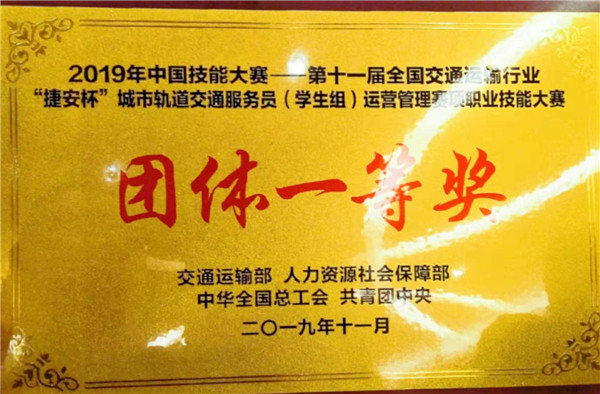 2019年中国技能大赛——第十一届全国交通运输行业
“捷安杯”城市轨道交通服务员（学生组）运营管理赛项职业技能大赛
团体一等奖
交通运输部 人力资源社会保障部
中华全国总工会 共青团中央
二〇一九年十一月